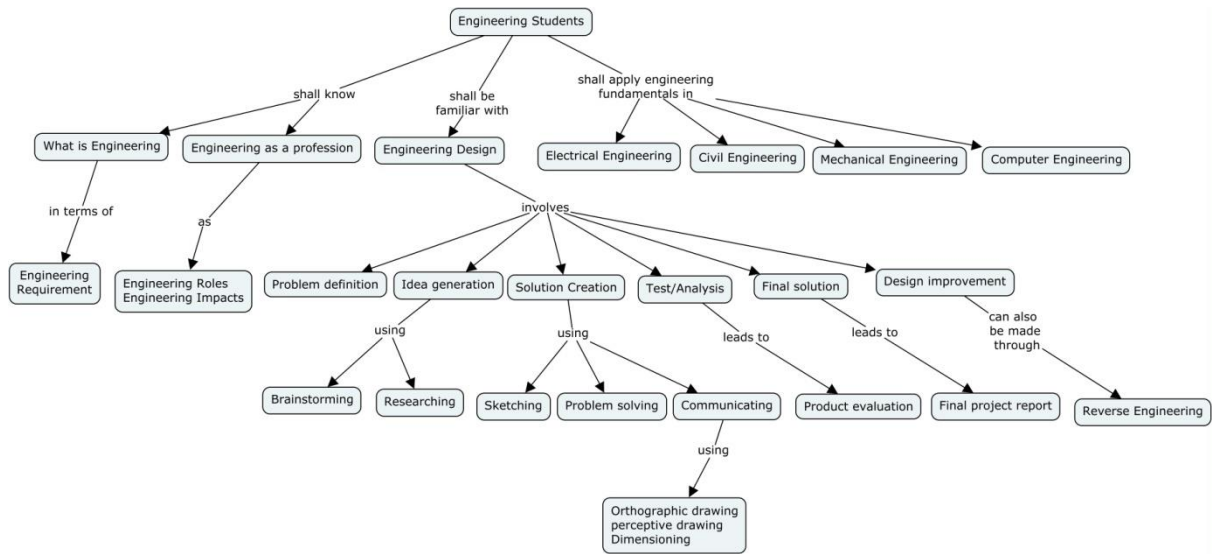 Engineering Students
shall know
shall be
familiar with
shall apply engineering
fundamentals in
What is Engineering
Engineering as a profession
Engineering Design
Electrical Engineering
Civil Engineering
Mechanical Engineering
Computer Engineering
in terms of
as
involves
Engineering
Requirement
Engineering Roles
Engineering Impacts
Problem definition
Idea generation
Solution Creation
Test/Analysis
Final solution
Design improvement
using
using
leads to
leads to
can also
be made
through
Brainstorming
Researching
Sketching
Problem solving
Communicating
Product evaluation
Final project report
Reverse Engineering
using
Orthographic drawing
perceptive drawing
Dimensioning